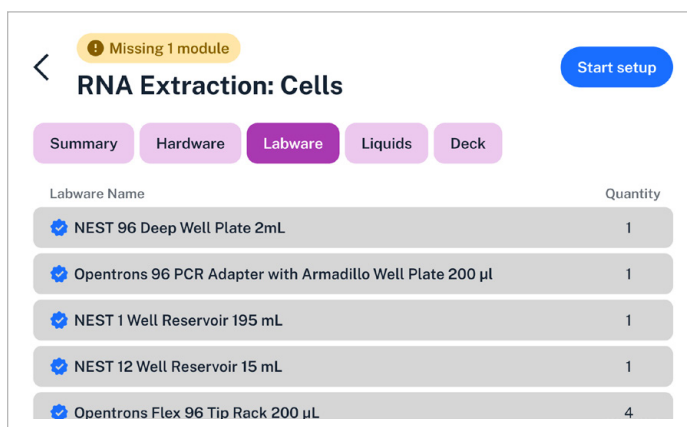 Missing 1 module
RNA Extraction: Cells
Start setup
Summary Hardware Labware Liquids Deck
Labware Name Quantity
NEST 96 Deep Well Plate 2mL 1
Opentrons 96 PCR Adapter with Armadillo Well Plate 200 µl 1
NEST 1 Well Reservoir 195 mL 1
NEST 12 Well Reservoir 15 mL 1
Opentrons Flex 96 Tip Rack 200 µL 4